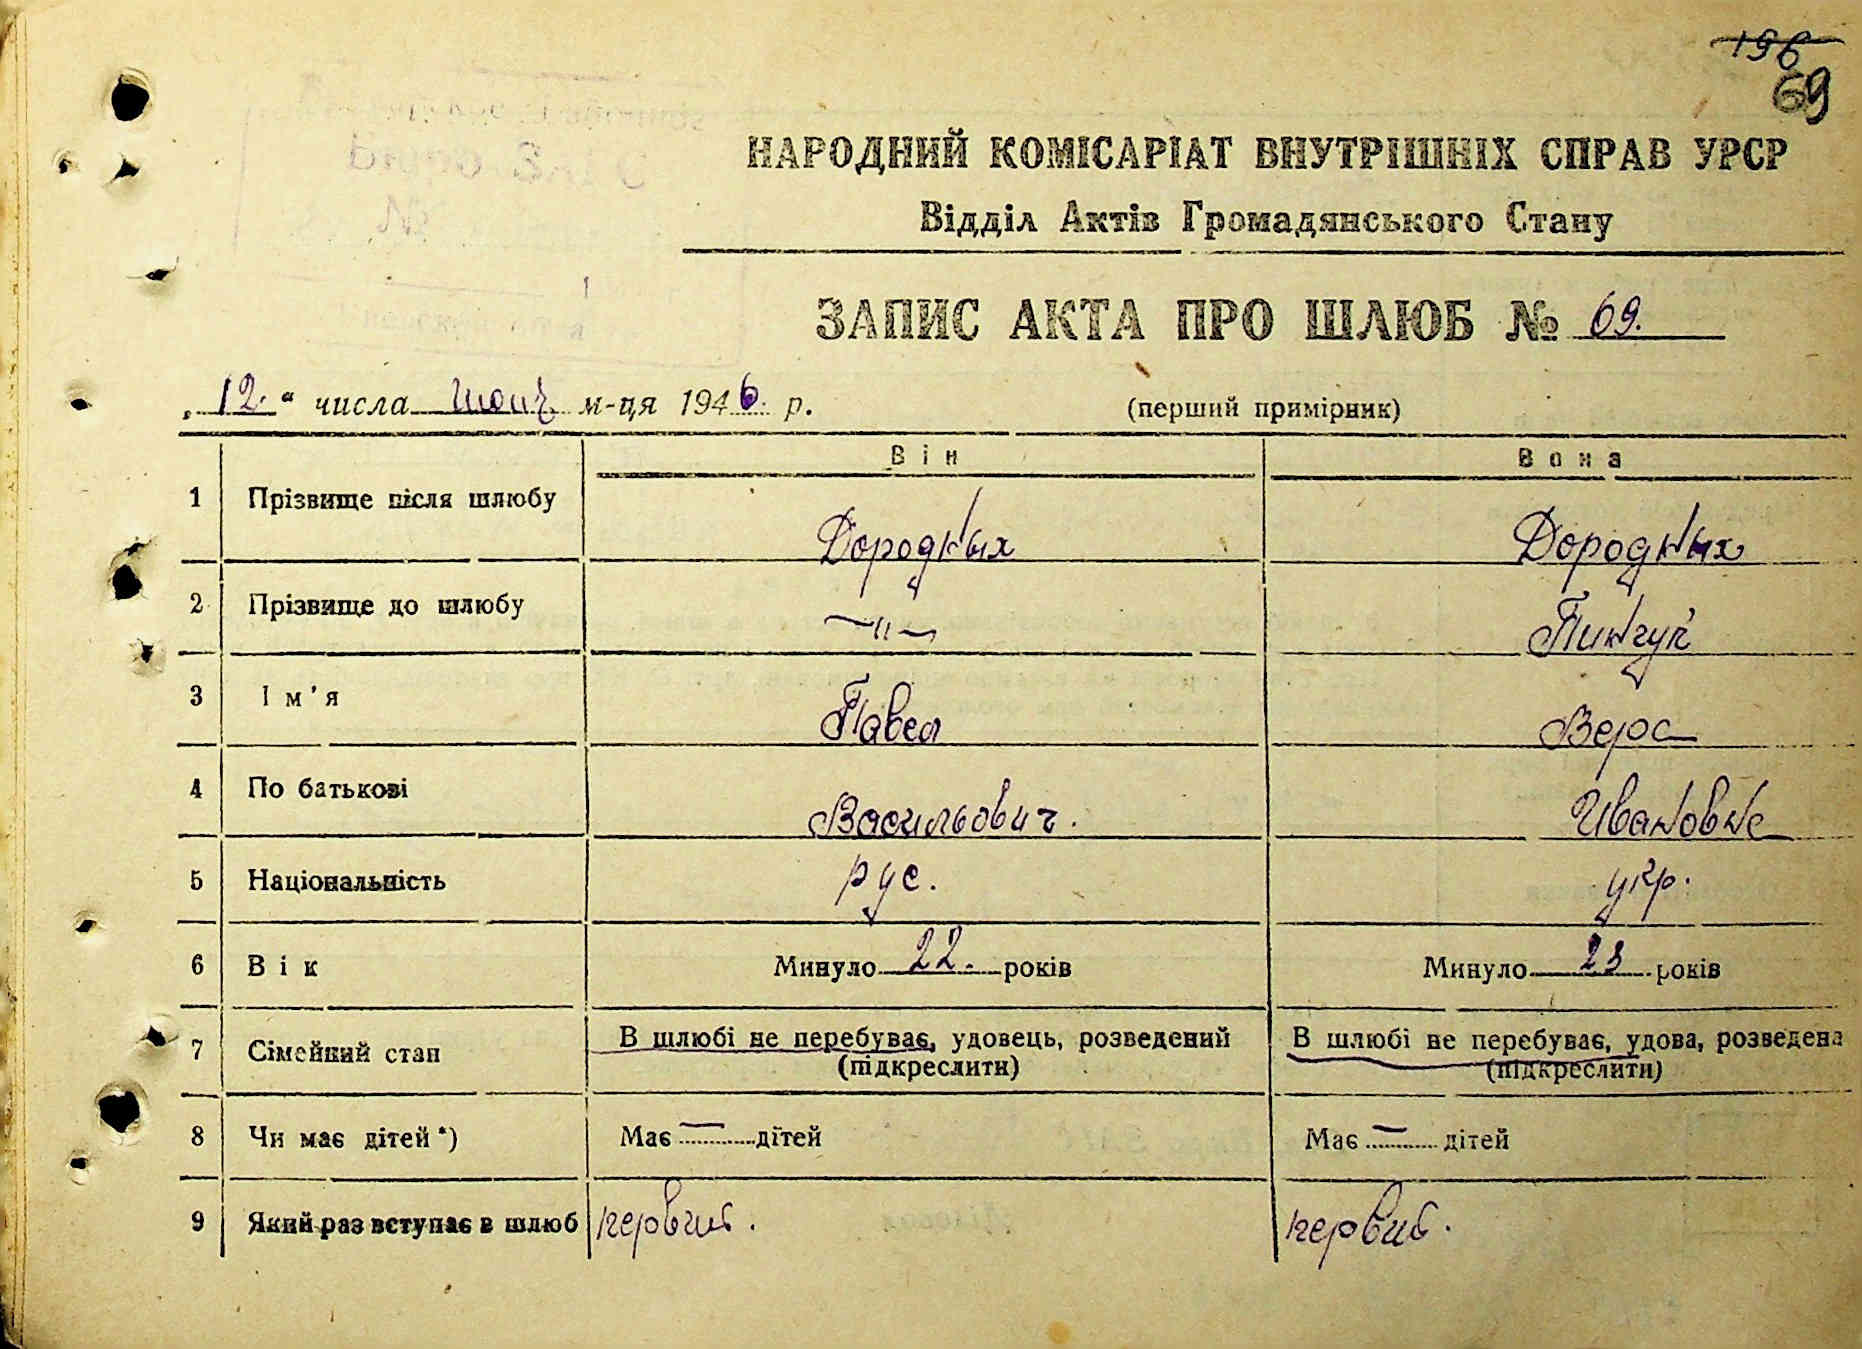 196
69
НАРОДНИЙ КОМІСАРІАТ ВНУТРІШНІХ СПРАВ УРСР
Відділ Актів Громадянського Стану
ЗАПИС АКТА ПРО ШЛЮБ № 69.
„12.“ числа м-ця 1946 р. (перший примірник)
Він Вона
1 Прізвище після шлюбу Дородных Дородных
2 Прізвище до шлюбу —"— Пинчук
3 Ім'я Павел Вера
4 По батькові Васильович. Ивановна
5 Національність рус. укр.
6 Вік Минуло 22. років Минуло 23 років
7 Сімейний стан В шлюбі не перебуває, удовець, розведений (підкреслити) В шлюбі не перебуває, удова, розведена (підкреслити)
8 Чи має дітей*) Має — дітей Має — дітей
9 Який раз вступає в шлюб первий. первий.